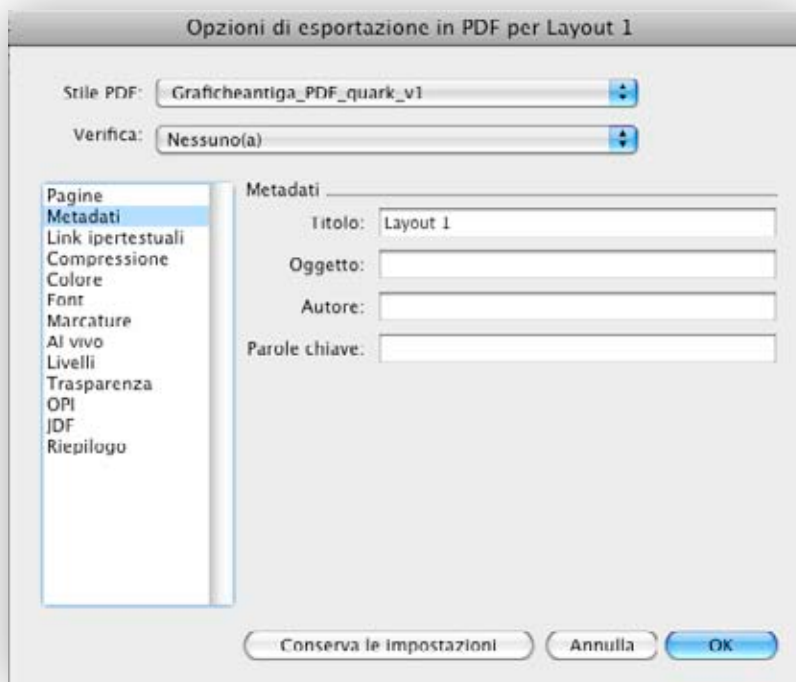 Opzioni di esportazione in PDF per Layout 1
Stile PDF: Graficheantiga_PDF_quark_v1
Verifica: Nessuno(a)
Pagine
Metadati
Link ipertestuali
Compressione
Colore
Font
Marcature
Al vivo
Livelli
Trasparenza
OPI
JDF
Riepilogo
Metadati
Titolo: Layout 1
Oggetto:
Autore:
Parole chiave:
Conserva le impostazioni Annulla OK